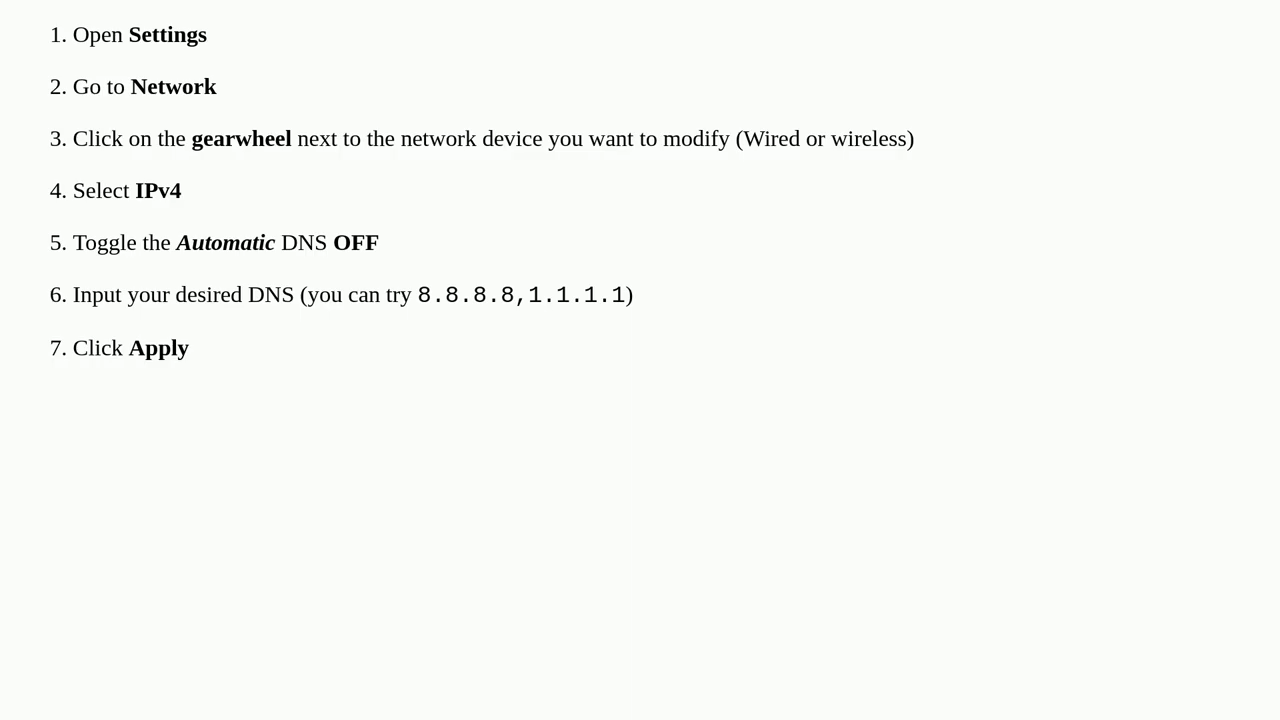 1. Open Settings
2. Go to Network
3. Click on the gearwheel next to the network device you want to modify (Wired or wireless)
4. Select IPv4
5. Toggle the Automatic DNS OFF
6. Input your desired DNS (you can try 8.8.8.8,1.1.1.1)
7. Click Apply